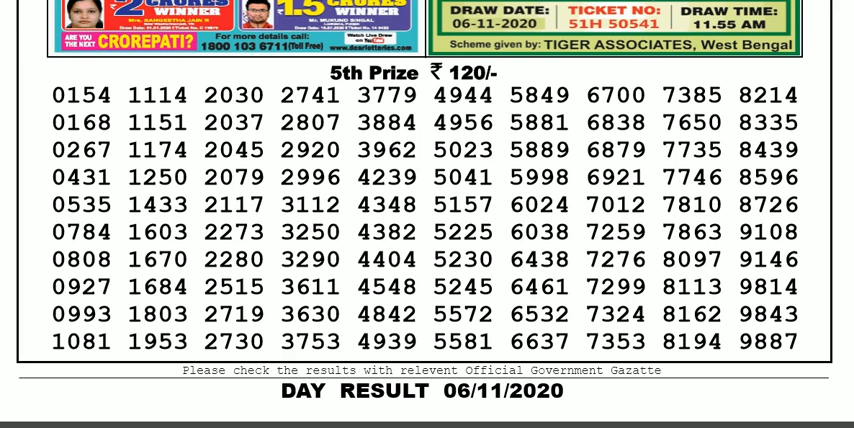 2 CRORES
WINNER
Mrs. SANGEETHA JAIN R
1.5 CRORES
WINNER
Mr. MUKUND SINGAL
ARE YOU
THE NEXT CROREPATI?
For more details call:
1800 103 6711(Toll Free)
Watch Live Draw
on YouTube
www.dearlotteries.com
DRAW DATE: TICKET NO: DRAW TIME:
06-11-2020 51H 50541 11.55 AM
Scheme given by: TIGER ASSOCIATES, West Bengal
5th Prize ₹ 120/-
0154 1114 2030 2741 3779 4944 5849 6700 7385 8214
0168 1151 2037 2807 3884 4956 5881 6838 7650 8335
0267 1174 2045 2920 3962 5023 5889 6879 7735 8439
0431 1250 2079 2996 4239 5041 5998 6921 7746 8596
0535 1433 2117 3112 4348 5157 6024 7012 7810 8726
0784 1603 2273 3250 4382 5225 6038 7259 7863 9108
0808 1670 2280 3290 4404 5230 6438 7276 8097 9146
0927 1684 2515 3611 4548 5245 6461 7299 8113 9814
0993 1803 2719 3630 4842 5572 6532 7324 8162 9843
1081 1953 2730 3753 4939 5581 6637 7353 8194 9887
Please check the results with relevent Official Government Gazatte
DAY RESULT 06/11/2020